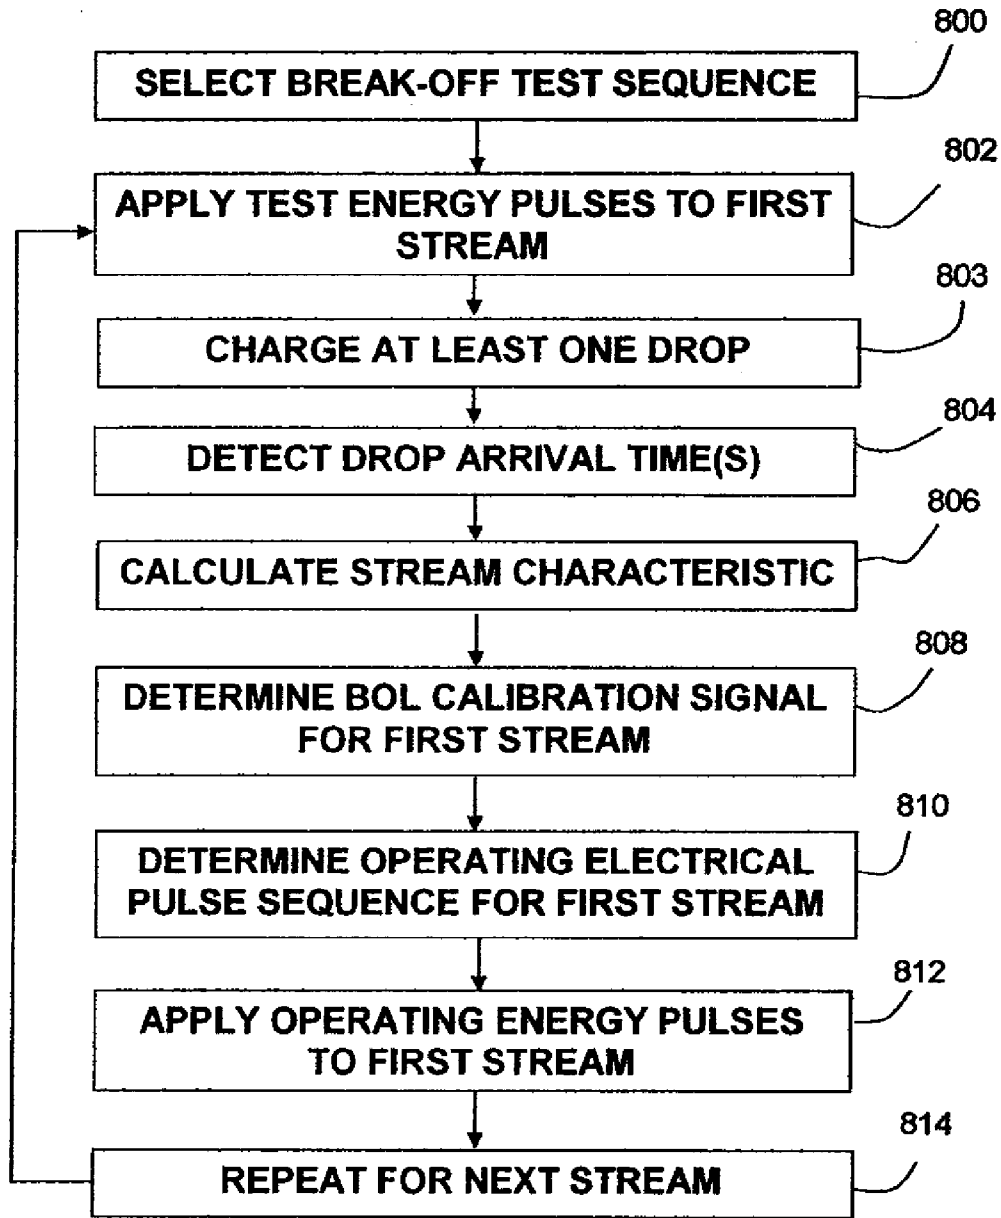 800
SELECT BREAK-OFF TEST SEQUENCE
802
APPLY TEST ENERGY PULSES TO FIRST
STREAM
803
CHARGE AT LEAST ONE DROP
804
DETECT DROP ARRIVAL TIME(S)
806
CALCULATE STREAM CHARACTERISTIC
808
DETERMINE BOL CALIBRATION SIGNAL
FOR FIRST STREAM
810
DETERMINE OPERATING ELECTRICAL
PULSE SEQUENCE FOR FIRST STREAM
812
APPLY OPERATING ENERGY PULSES
TO FIRST STREAM
814
REPEAT FOR NEXT STREAM